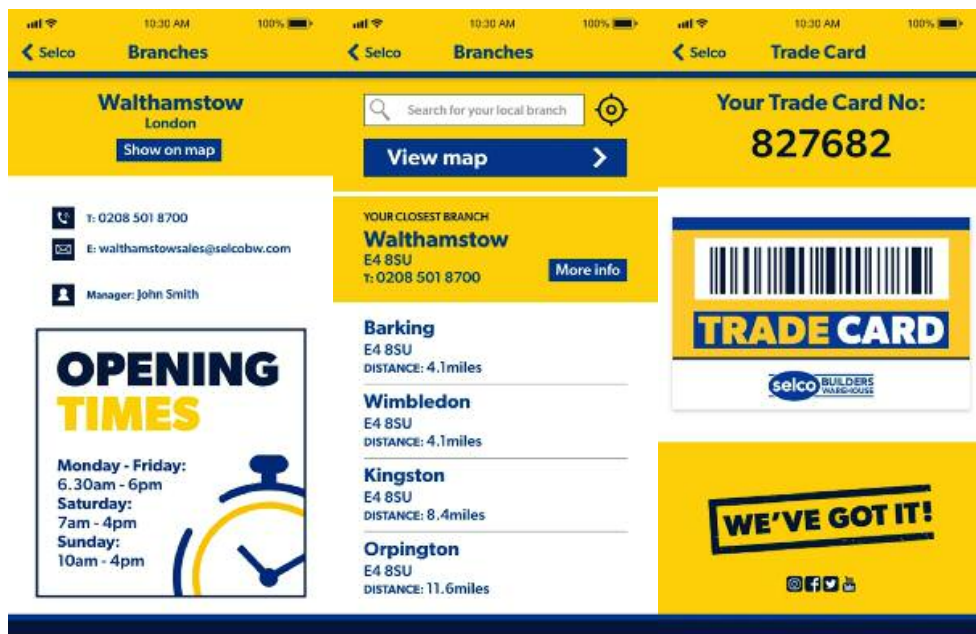 10:30 AM 100%
Selco Branches
Walthamstow
London
Show on map
T: 0208 501 8700
E: walthamstowsales@selcobw.com
Manager: John Smith
OPENING
TIMES
Monday - Friday:
6.30am - 6pm
Saturday:
7am - 4pm
Sunday:
10am - 4pm
10:30 AM 100%
Selco Branches
Search for your local branch
View map
YOUR CLOSEST BRANCH
Walthamstow
E4 8SU
T: 0208 501 8700
More info
Barking
E4 8SU
DISTANCE: 4.1miles
Wimbledon
E4 8SU
DISTANCE: 4.1miles
Kingston
E4 8SU
DISTANCE: 8.4miles
Orpington
E4 8SU
DISTANCE: 11.6miles
10:30 AM 100%
Selco Trade Card
Your Trade Card No:
827682
TRADE CARD
selco BUILDERS
WAREHOUSE
WE'VE GOT IT!